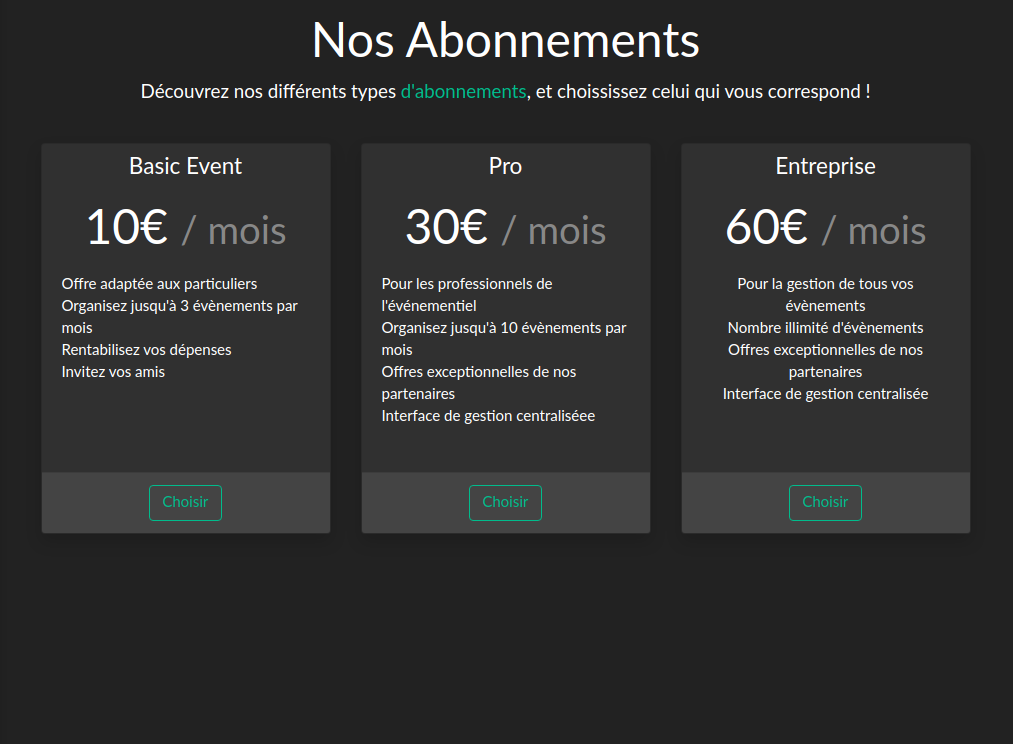 Nos Abonnements
Découvrez nos différents types d'abonnements, et choississez celui qui vous correspond !
Basic Event
10€ / mois
Offre adaptée aux particuliers
Organisez jusqu'à 3 évènements par
mois
Rentabilisez vos dépenses
Invitez vos amis
Choisir
Pro
30€ / mois
Pour les professionnels de
l'événementiel
Organisez jusqu'à 10 évènements par
mois
Offres exceptionnelles de nos
partenaires
Interface de gestion centraliséee
Choisir
Entreprise
60€ / mois
Pour la gestion de tous vos
évènements
Nombre illimité d'évènements
Offres exceptionnelles de nos
partenaires
Interface de gestion centralisée
Choisir